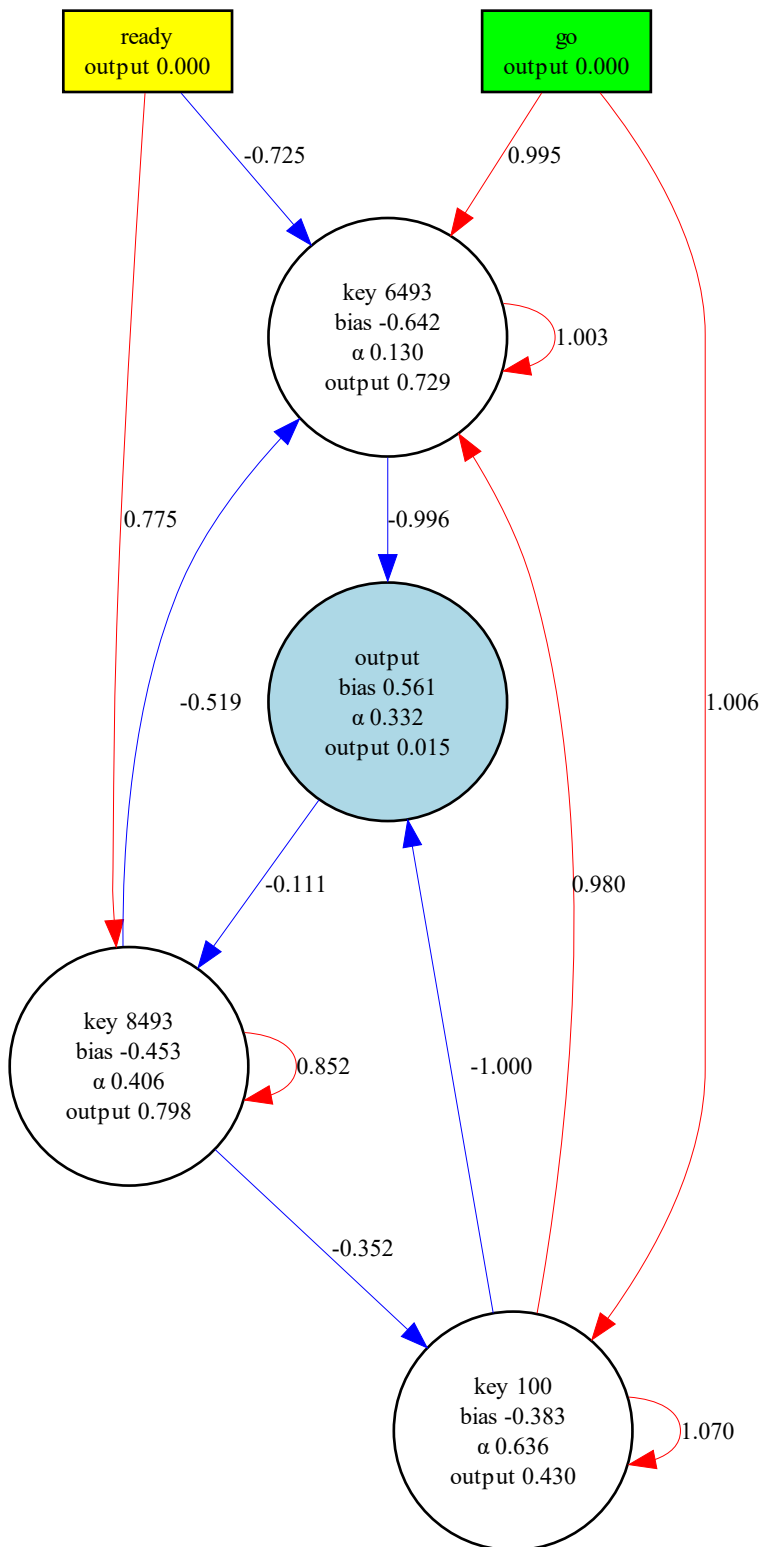 ready
output 0.000
go
output 0.000
-0.725
0.995
key 6493
bias -0.642
α 0.130
output 0.729
1.003
0.775
-0.996
output
bias 0.561
α 0.332
output 0.015
-0.519
1.006
-0.111
0.980
key 8493
bias -0.453
α 0.406
output 0.798
0.852
-1.000
-0.352
key 100
bias -0.383
α 0.636
output 0.430
1.070